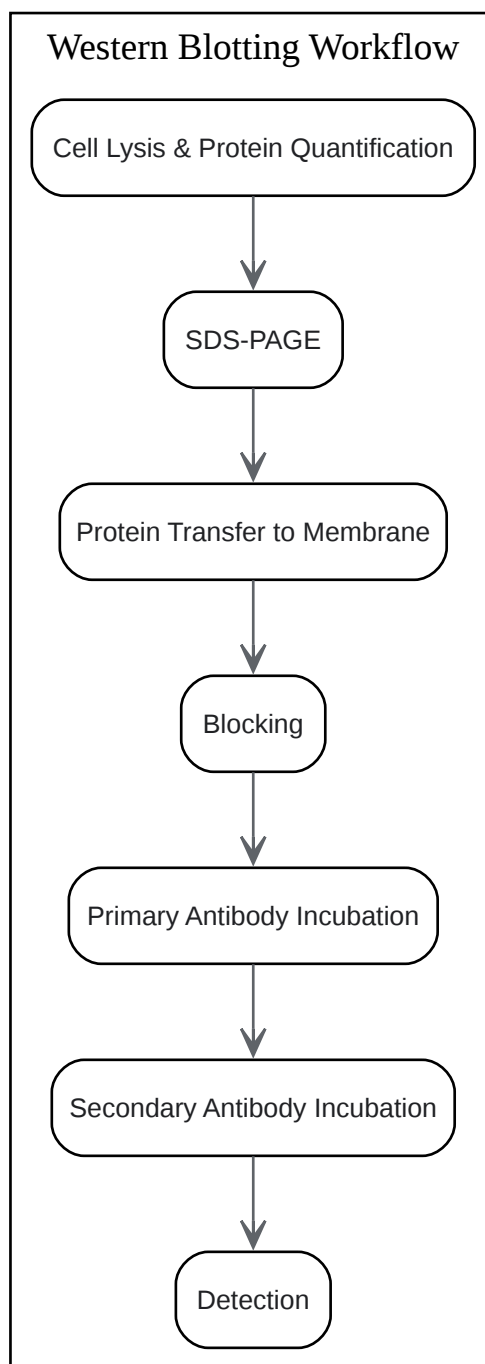 Western Blotting Workflow
Cell Lysis & Protein Quantification
SDS-PAGE
Protein Transfer to Membrane
Blocking
Primary Antibody Incubation
Secondary Antibody Incubation
Detection